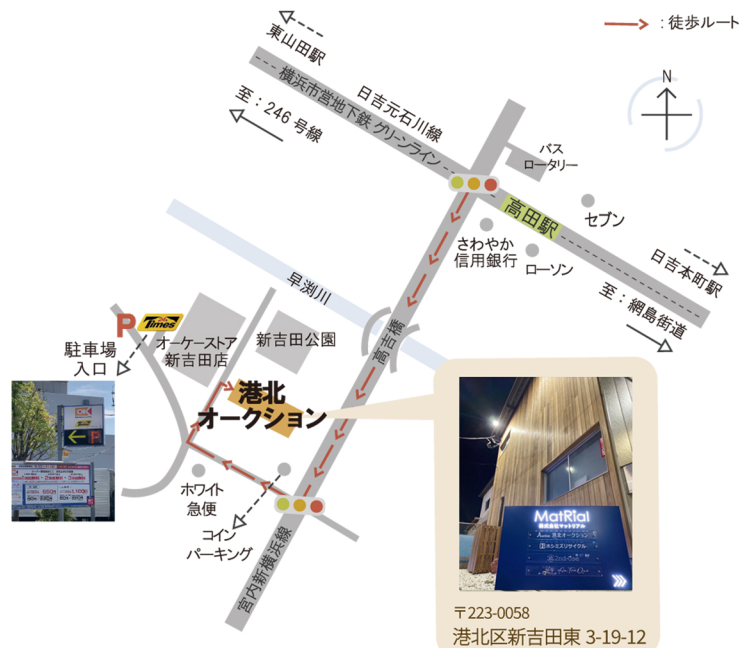 ：徒歩ルート
N
東山田駅
日吉元石川線
横浜市営地下鉄 グリーンライン
至：246 号線
バス
ロータリー
高田駅
セブン
さわやか
信用銀行
ローソン
日吉本町駅
至：網島街道
早渕川
高吉橋
P
Times
駐車場
入口
オーケーストア
新吉田店
新吉田公園
港北
オークション
ホワイト
急便
コイン
パーキング
宮内新横浜線
OK
P
MatRial
株式会社マットリアル
港北オークション
〒223-0058
港北区新吉田東 3-19-12